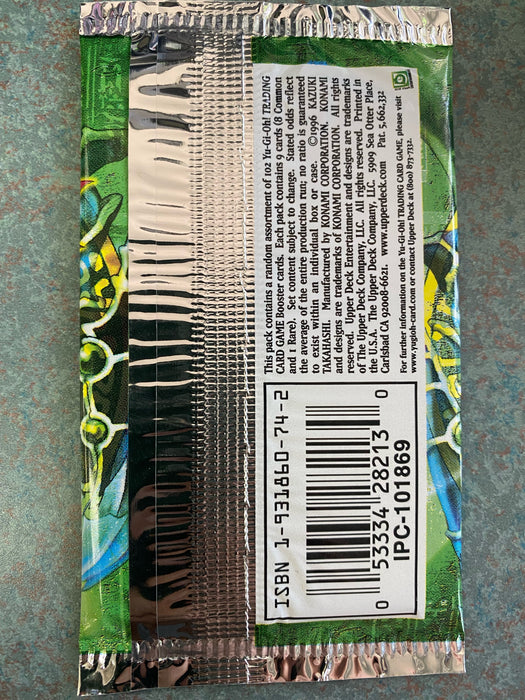 This pack contains a random assortment of 102 Yu-Gi-Oh! TRADING
CARD GAME Booster cards. Each pack contains 9 cards (8 Common
and 1 Rare). Set content subject to change. Stated odds reflect
the average of the entire production run; no ratio is guaranteed
to exist within an individual box or case. ©1996 KAZUKI
TAKAHASHI. Manufactured by KONAMI CORPORATION. KONAMI
and designs are trademarks of KONAMI CORPORATION. All rights
reserved. Upper Deck Entertainment and designs are trademarks
of The Upper Deck Company, LLC. All rights reserved. Printed in
the U.S.A. The Upper Deck Company, LLC. 5909 Sea Otter Place,
Carlsbad CA 92008-6621. www.upperdeck.com Pat. 5,662,332
For further information on the Yu-Gi-Oh! TRADING CARD GAME, please visit
www.yugioh-card.com or contact Upper Deck at (800) 873-7332.
ISBN 1-931860-74-2
0 53334 28213 0
IPC-101869